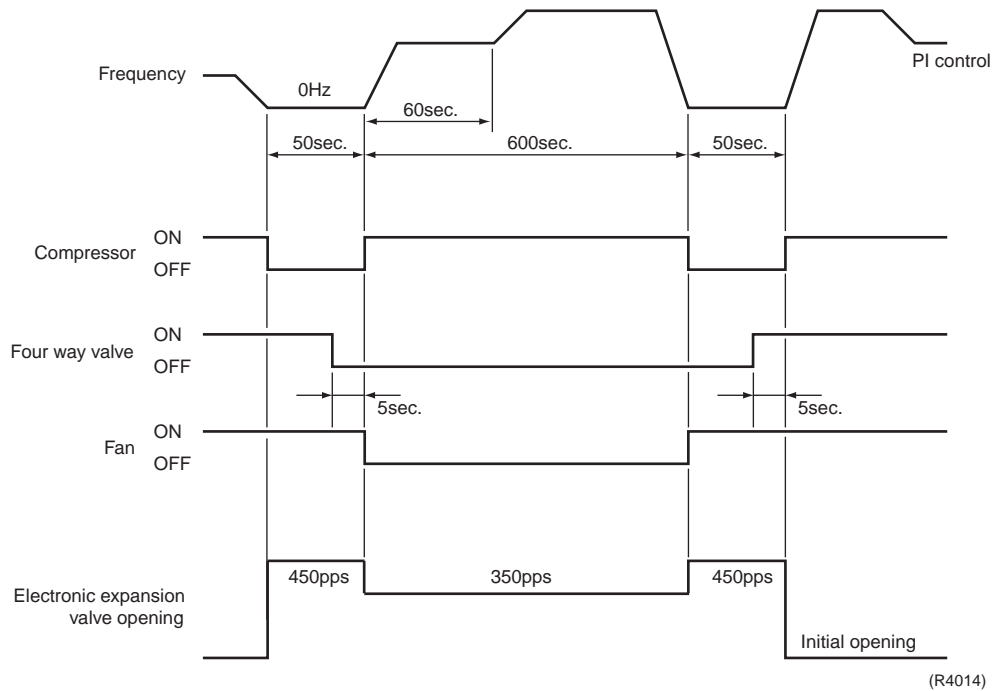 PI control
Frequency
0Hz
60sec.
50sec.
600sec.
50sec.
Compressor
ON
OFF
Four way valve
ON
OFF
5sec.
5sec.
Fan
ON
OFF
Electronic expansion
valve opening
450pps
350pps
450pps
Initial opening
(R4014)